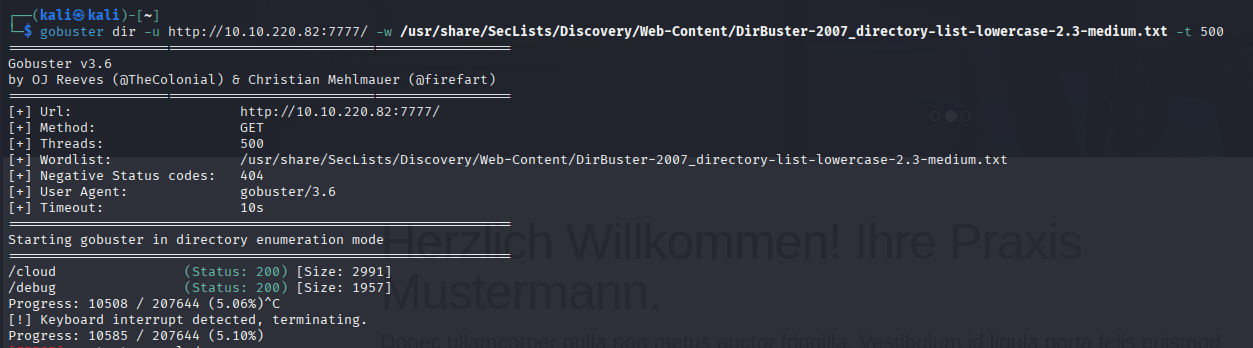 ┌──(kali㉿kali)-[~]
└─$ gobuster dir -u http://10.10.220.82:7777/ -w /usr/share/SecLists/Discovery/Web-Content/DirBuster-2007_directory-list-lowercase-2.3-medium.txt -t 500
===============================================================
Gobuster v3.6
by OJ Reeves (@TheColonial) & Christian Mehlmauer (@firefart)
===============================================================
[+] Url:                     http://10.10.220.82:7777/
[+] Method:                  GET
[+] Threads:                 500
[+] Wordlist:                /usr/share/SecLists/Discovery/Web-Content/DirBuster-2007_directory-list-lowercase-2.3-medium.txt
[+] Negative Status codes:   404
[+] User Agent:              gobuster/3.6
[+] Timeout:                 10s
===============================================================
Starting gobuster in directory enumeration mode
===============================================================
/cloud                (Status: 200) [Size: 2991]
/debug                (Status: 200) [Size: 1957]
Progress: 10508 / 207644 (5.06%)^C
[!] Keyboard interrupt detected, terminating.
Progress: 10585 / 207644 (5.10%)
Herzlich Willkommen! Ihre Praxis
Mustermann.
Donec ullamcorper nulla non metus auctor fringilla. Vestibulum id ligula porta felis euismod